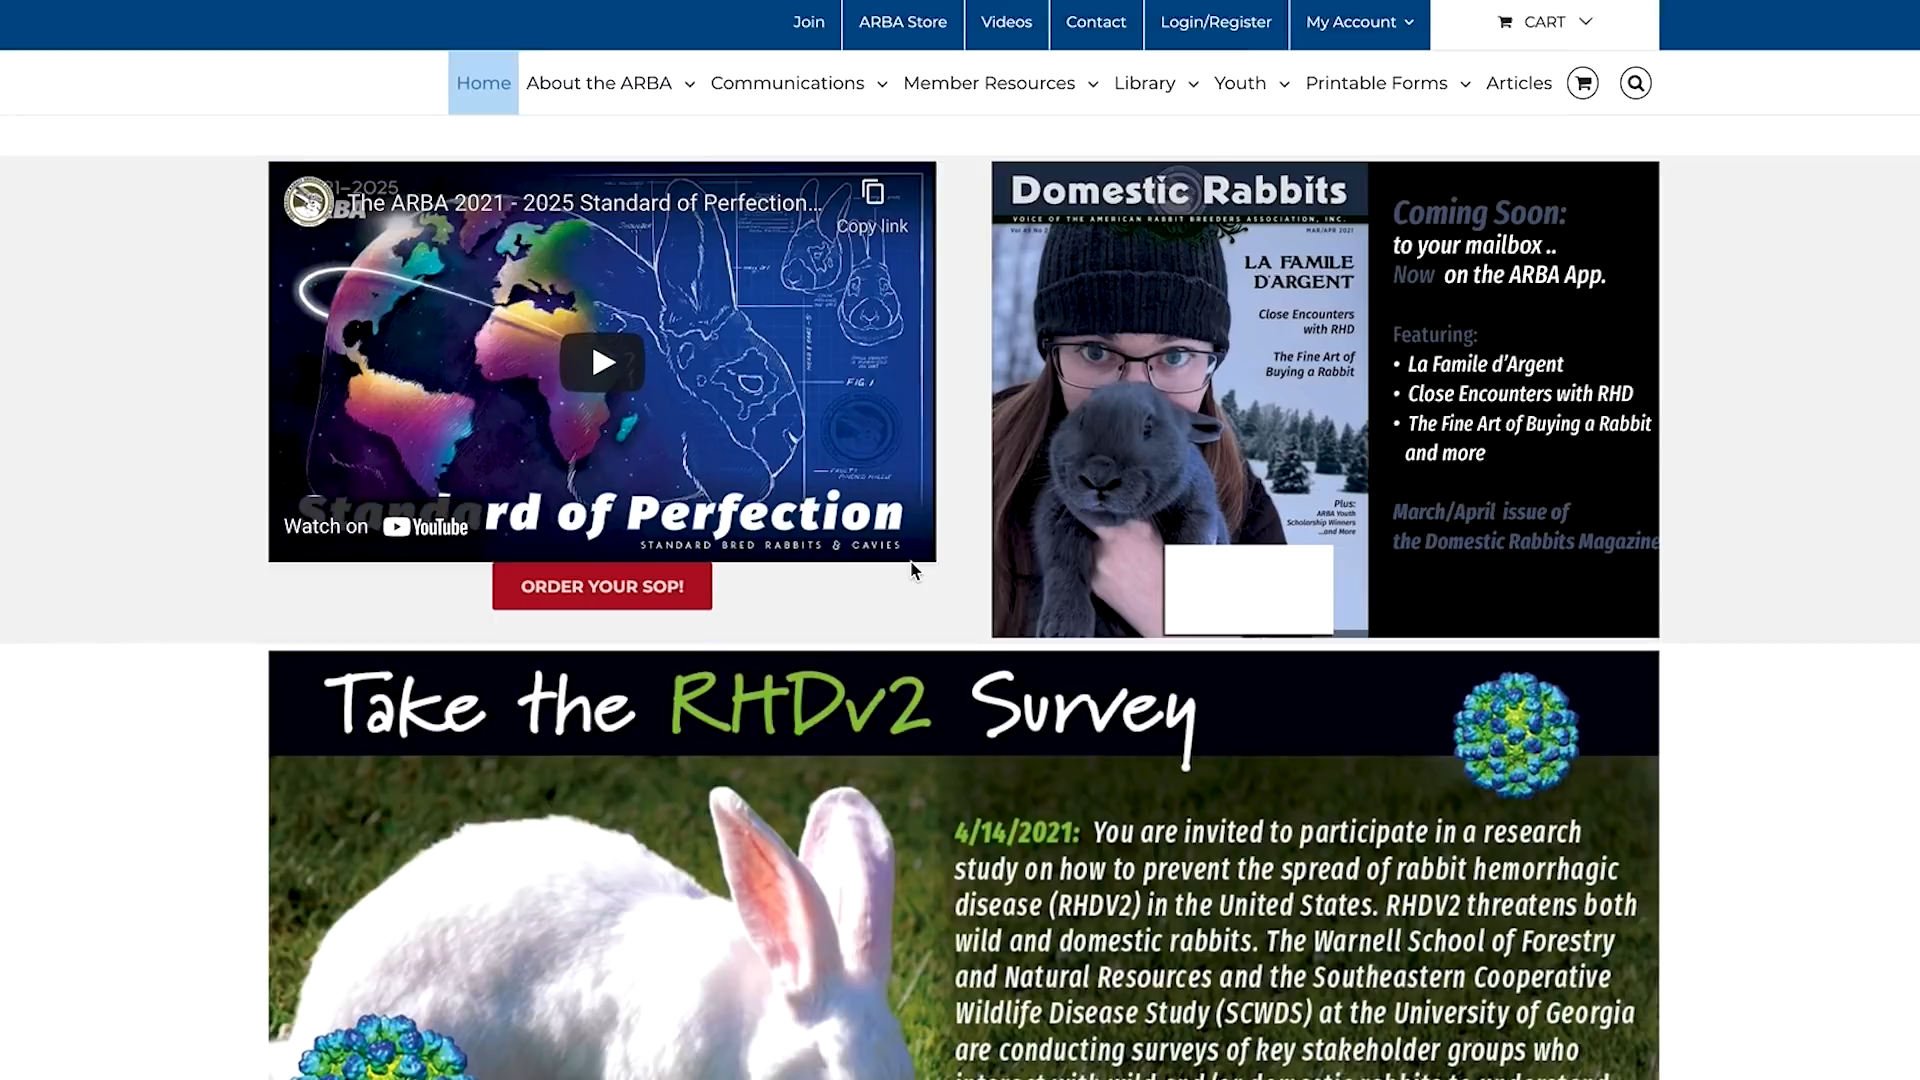 Join
ARBA Store
Videos
Contact
Login/Register
My Account
CART
Home
About the ARBA
Communications
Member Resources
Library
Youth
Printable Forms
Articles
The ARBA 2021 - 2025 Standard of Perfection...
Copy link
FIG. 1
rd of Perfection
STANDARD BRED RABBITS & CAVIES
Watch on YouTube
ORDER YOUR SOP!
Domestic Rabbits
VOICE OF THE AMERICAN RABBIT BREEDERS ASSOCIATION, INC.
MAR/APR 2021
LA FAMILE
D'ARGENT
Close Encounters
with RHD
The Fine Art of
Buying a Rabbit
Plus:
ARBA Youth
Scholarship Winners
...and More
Coming Soon:
to your mailbox ..
Now on the ARBA App.
Featuring:
• La Famile d'Argent
• Close Encounters with RHD
• The Fine Art of Buying a Rabbit
and more
March/April issue of
the Domestic Rabbits Magazine
Take the RHDv2 Survey
4/14/2021: You are invited to participate in a research
study on how to prevent the spread of rabbit hemorrhagic
disease (RHDV2) in the United States. RHDV2 threatens both
wild and domestic rabbits. The Warnell School of Forestry
and Natural Resources and the Southeastern Cooperative
Wildlife Disease Study (SCWDS) at the University of Georgia
are conducting surveys of key stakeholder groups who